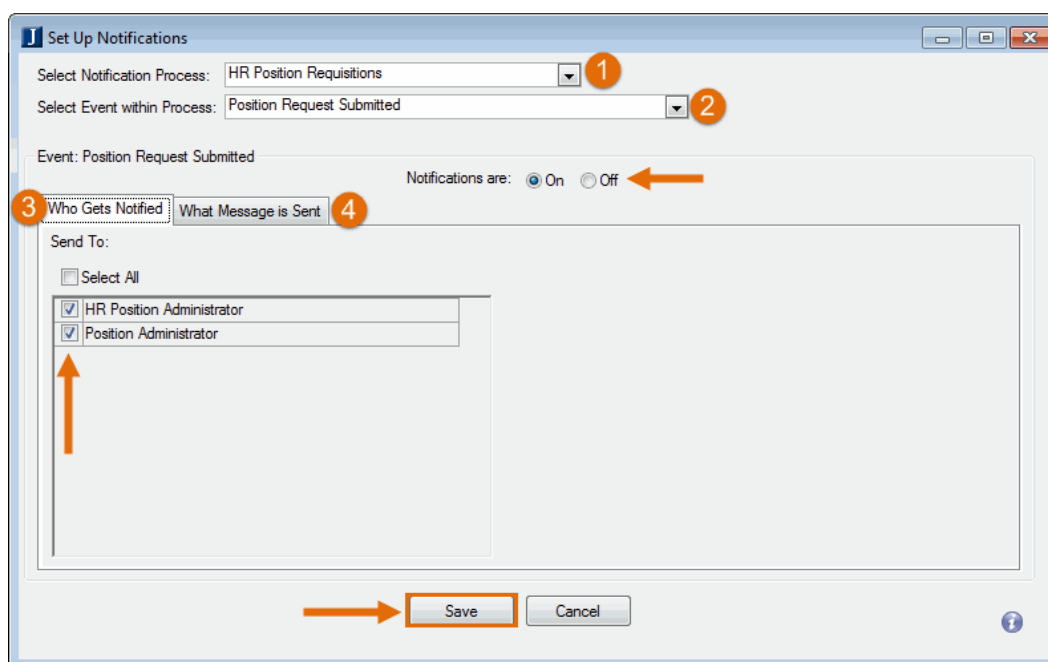 J Set Up Notifications
Select Notification Process: HR Position Requisitions 1
Select Event within Process: Position Request Submitted 2
Event: Position Request Submitted
Notifications are: On Off
3 Who Gets Notified What Message is Sent 4
Send To:
Select All
HR Position Administrator
Position Administrator
Save Cancel
i